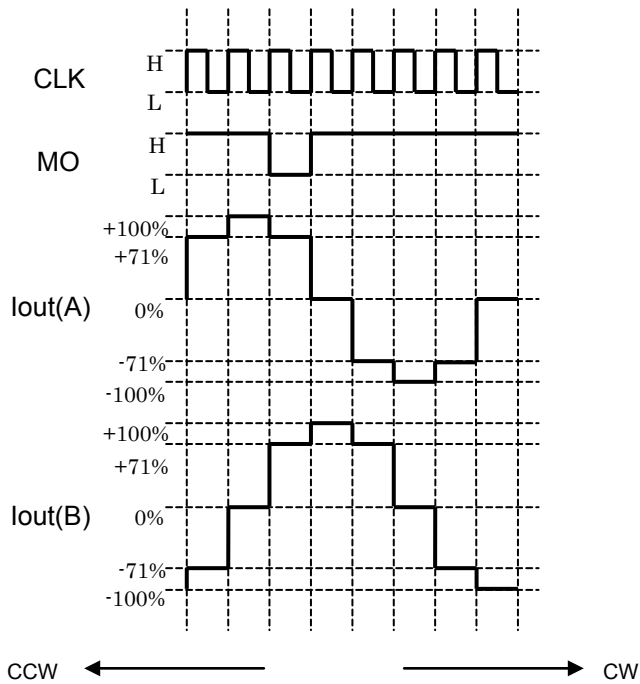 CLK
H
L
MO
H
L
Iout(A)
+100%
+71%
0%
-71%
-100%
Iout(B)
+100%
+71%
0%
-71%
-100%
CCW
CW